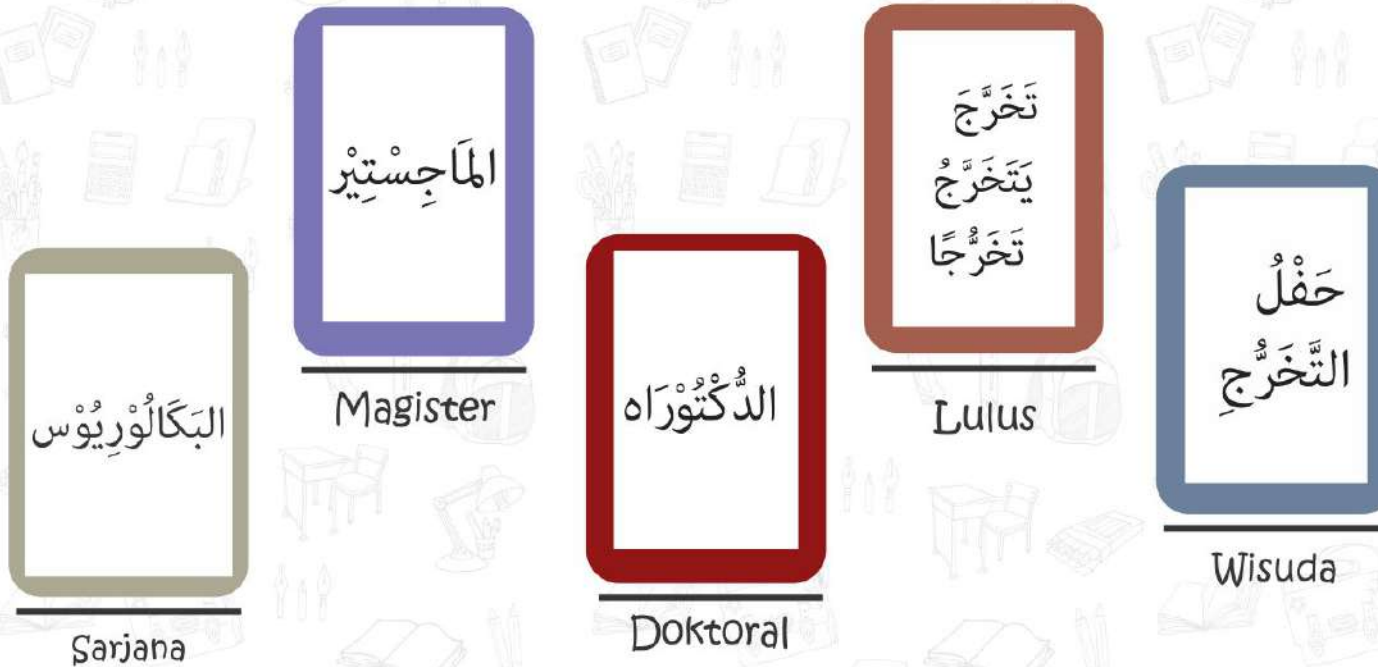 البَكَالُوْرِيُوْس
Sarjana
المَاجِسْتِيْر
Magister
الدُّكْتُوْرَاه
Doktoral
تَخَرَّجَ
يَتَخَرَّجُ
تَخَرُّجًا
Lulus
حَفْلُ
التَّخَرُّجِ
Wisuda